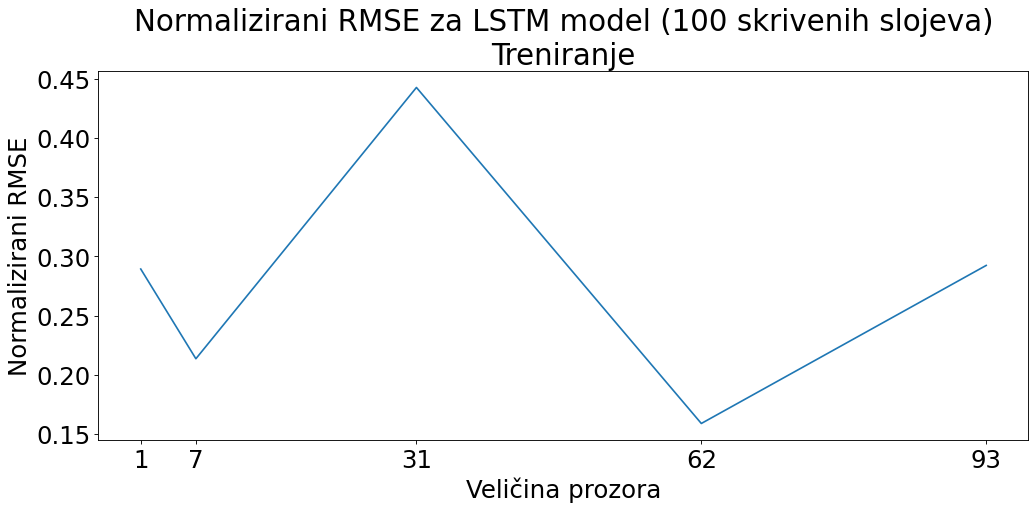 Normalizirani RMSE za LSTM model (100 skrivenih slojeva)
Treniranje
Normalizirani RMSE
0.45
0.40
0.35
0.30
0.25
0.20
0.15
1 7 31 62 93
Veličina prozora